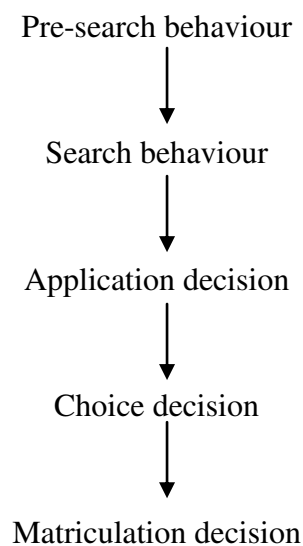 Pre-search behaviour
Search behaviour
Application decision
Choice decision
Matriculation decision